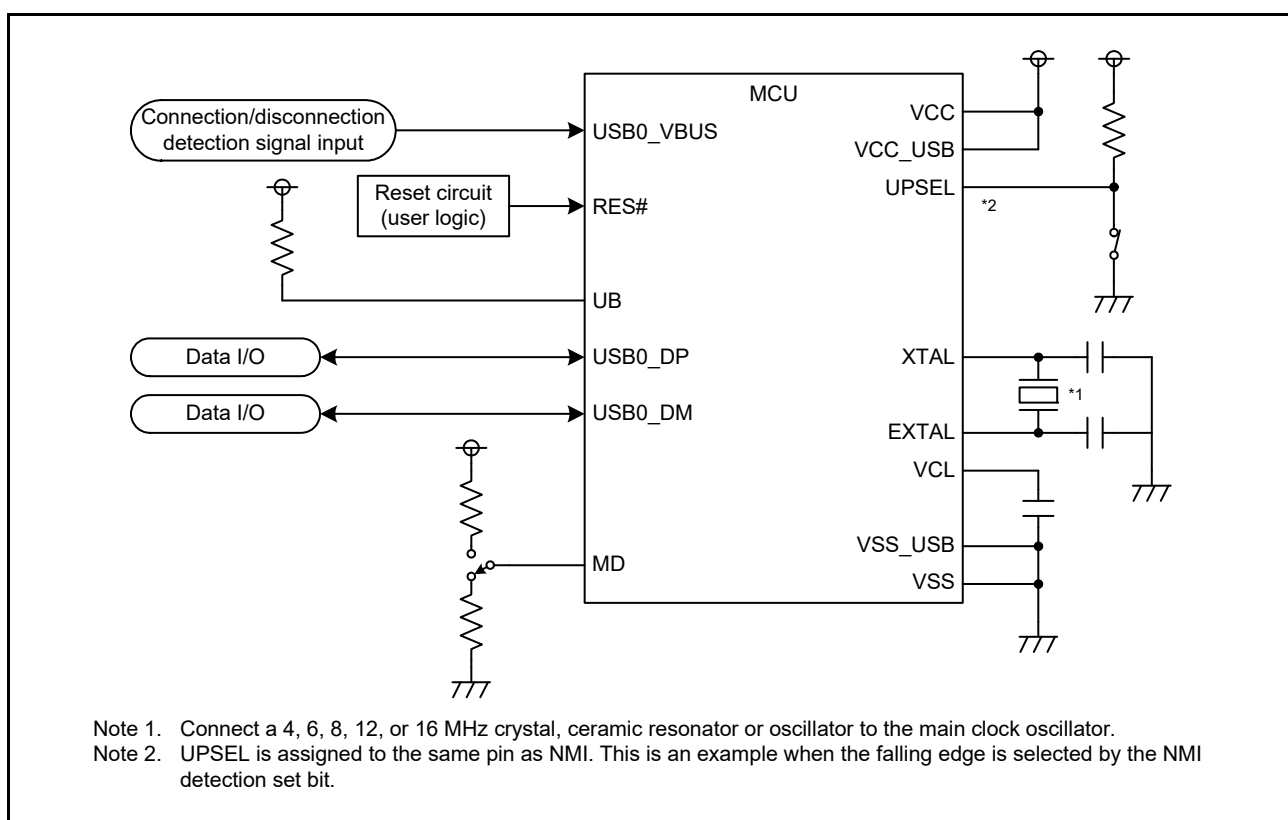 MCU
Connection/disconnection
detection signal input
USB0_VBUS
Reset circuit
(user logic)
RES#
UB
Data I/O
USB0_DP
Data I/O
USB0_DM
MD
VCC
VCC_USB
UPSEL
*2
XTAL
*1
EXTAL
VCL
VSS_USB
VSS
Note 1. Connect a 4, 6, 8, 12, or 16 MHz crystal, ceramic resonator or oscillator to the main clock oscillator.
Note 2. UPSEL is assigned to the same pin as NMI. This is an example when the falling edge is selected by the NMI
detection set bit.